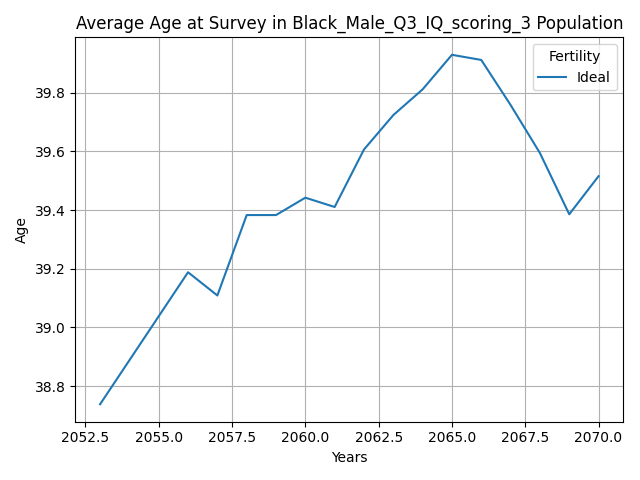 Average Age at Survey in Black_Male_Q3_IQ_scoring_3 Population
Fertility
Ideal
39.8
39.6
39.4
39.2
39.0
38.8
Age
2052.5 2055.0 2057.5 2060.0 2062.5 2065.0 2067.5 2070.0
Years